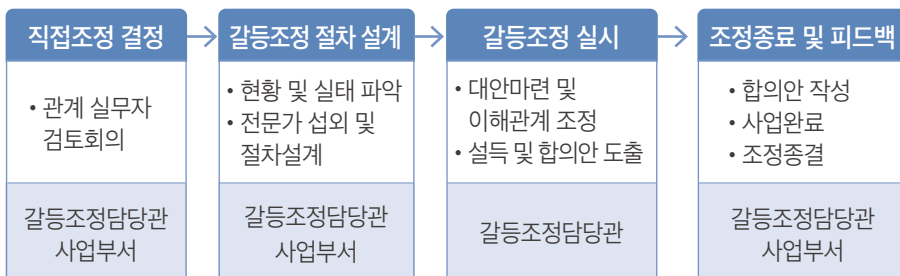 직접조정 결정
• 관계 실무자
검토회의
갈등조정담당관
사업부서
갈등조정 절차 설계
• 현황 및 실태 파악
• 전문가 섭외 및
절차설계
갈등조정담당관
사업부서
갈등조정 실시
• 대안마련 및
이해관계 조정
• 설득 및 합의안 도출
갈등조정담당관
조정종료 및 피드백
• 합의안 작성
• 사업완료
• 조정종결
갈등조정담당관
사업부서